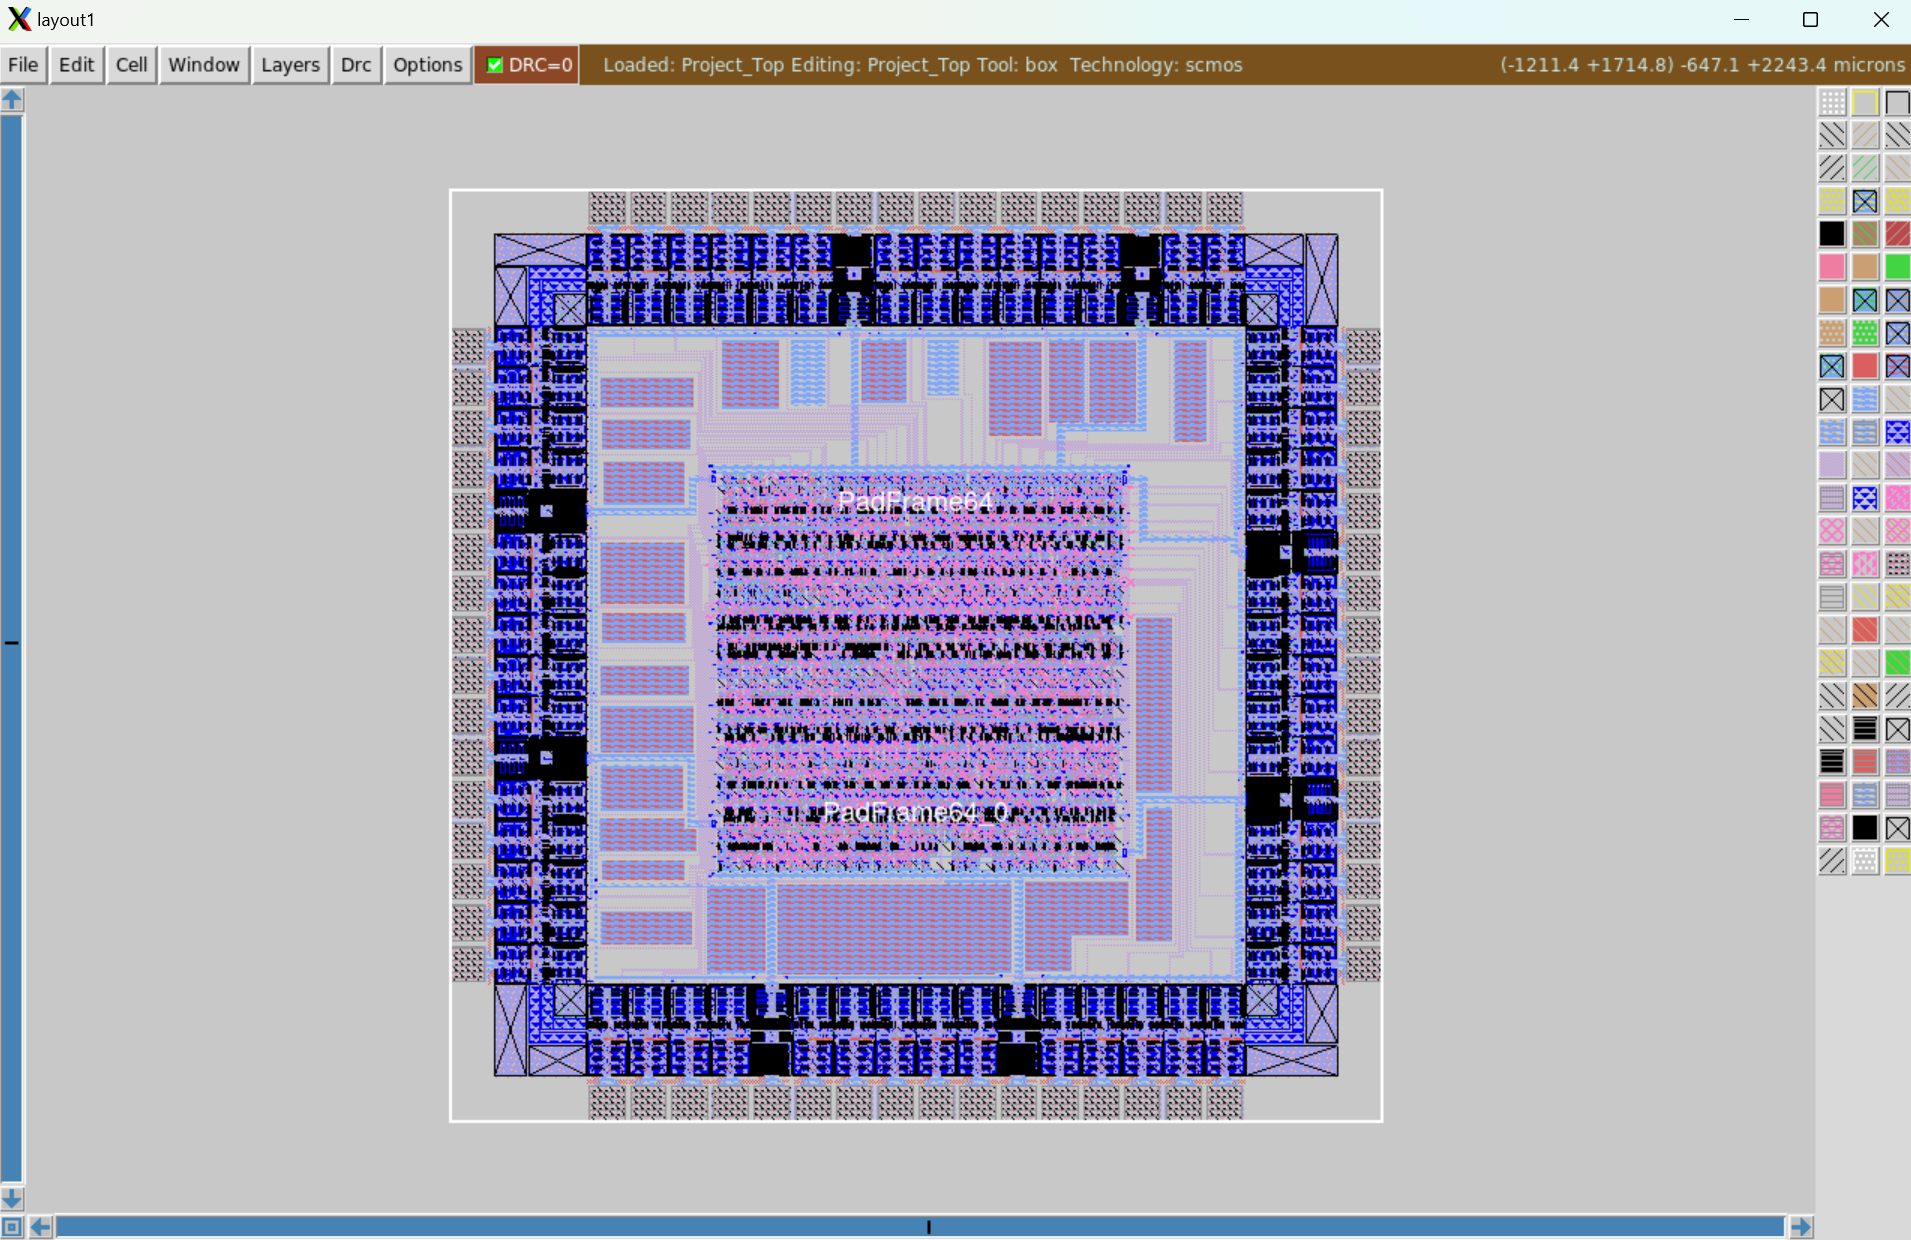 layout1
File Edit Cell Window Layers Drc Options DRC=0 Loaded: Project_Top Editing: Project_Top Tool: box Technology: scmos (-1211.4 +1714.8) -647.1 +2243.4 microns
PadFrame64
PadFrame64_0